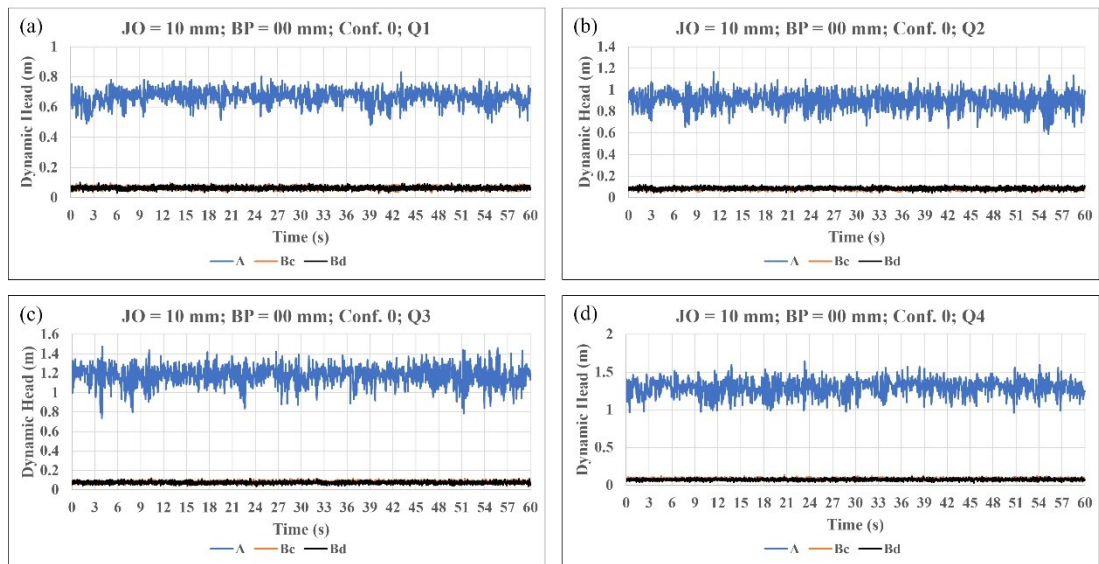 (a)
JO = 10 mm; BP = 00 mm; Conf. 0; Q1
Dynamic Head (m)
1
0.8
0.6
0.4
0.2
0
0 3 6 9 12 15 18 21 24 27 30 33 36 39 42 45 48 51 54 57 60
Time (s)
A Bc Bd
(b)
JO = 10 mm; BP = 00 mm; Conf. 0; Q2
Dynamic Head (m)
1.4
1.2
1
0.8
0.6
0.4
0.2
0
0 3 6 9 12 15 18 21 24 27 30 33 36 39 42 45 48 51 54 57 60
Time (s)
A Bc Bd
(c)
JO = 10 mm; BP = 00 mm; Conf. 0; Q3
Dynamic Head (m)
1.6
1.4
1.2
1
0.8
0.6
0.4
0.2
0
0 3 6 9 12 15 18 21 24 27 30 33 36 39 42 45 48 51 54 57 60
Time (s)
A Bc Bd
(d)
JO = 10 mm; BP = 00 mm; Conf. 0; Q4
Dynamic Head (m)
2
1.5
1
0.5
0
0 3 6 9 12 15 18 21 24 27 30 33 36 39 42 45 48 51 54 57 60
Time (s)
A Bc Bd